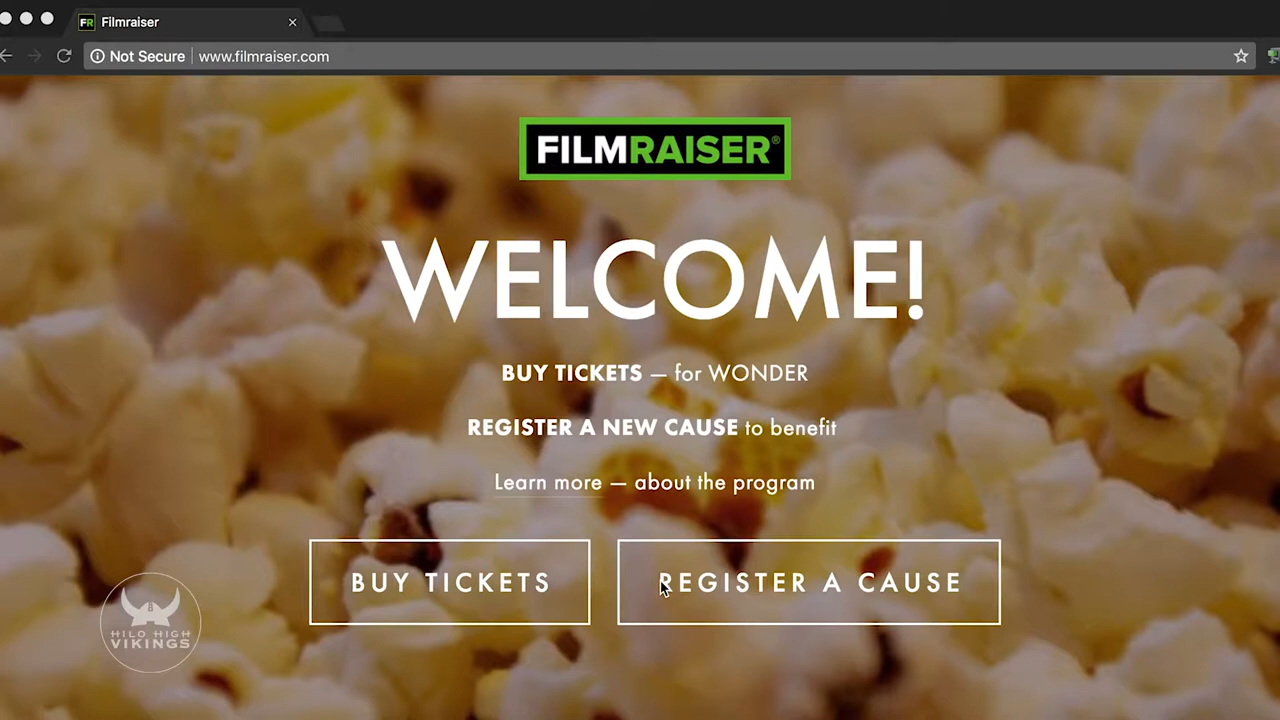 FR Filmraiser
Not Secure www.filmraiser.com
FILMRAISER®
WELCOME!
BUY TICKETS — for WONDER
REGISTER A NEW CAUSE to benefit
Learn more — about the program
BUY TICKETS REGISTER A CAUSE
HILO HIGH
VIKINGS